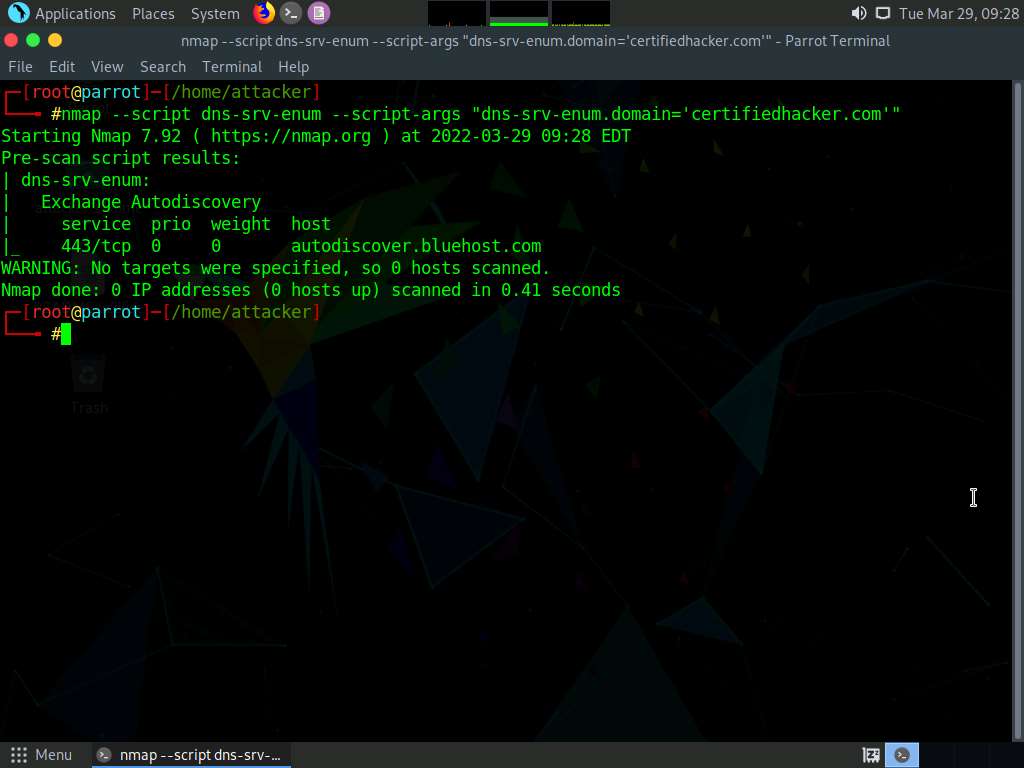 Applications Places System Tue Mar 29, 09:28
nmap --script dns-srv-enum --script-args "dns-srv-enum.domain='certifiedhacker.com'" - Parrot Terminal
File Edit View Search Terminal Help
┌─[root@parrot]─[/home/attacker]
└──╼ #nmap --script dns-srv-enum --script-args "dns-srv-enum.domain='certifiedhacker.com'"
Starting Nmap 7.92 ( https://nmap.org ) at 2022-03-29 09:28 EDT
Pre-scan script results:
| dns-srv-enum:
|   Exchange Autodiscovery
|     service  prio  weight  host
|_    443/tcp  0     0       autodiscover.bluehost.com
WARNING: No targets were specified, so 0 hosts scanned.
Nmap done: 0 IP addresses (0 hosts up) scanned in 0.41 seconds
┌─[root@parrot]─[/home/attacker]
└──╼ #
Trash
Menu nmap --script dns-srv-...